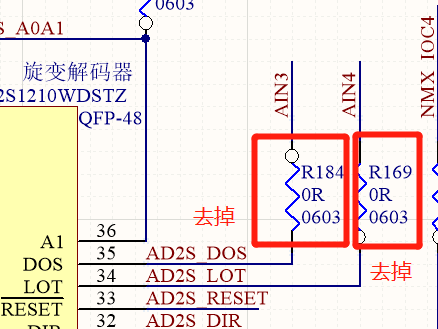 0603
S_A0A1
旋变解码器
2S1210WDSTZ
QFP-48
AIN3
AIN4
NMX_IOC4
R184
0R
0603
R169
0R
0603
去掉
去掉
A1
36
DOS
35
AD2S_DOS
LOT
34
AD2S_LOT
RESET
33
AD2S_RESET
DIR
32
AD2S_DIR